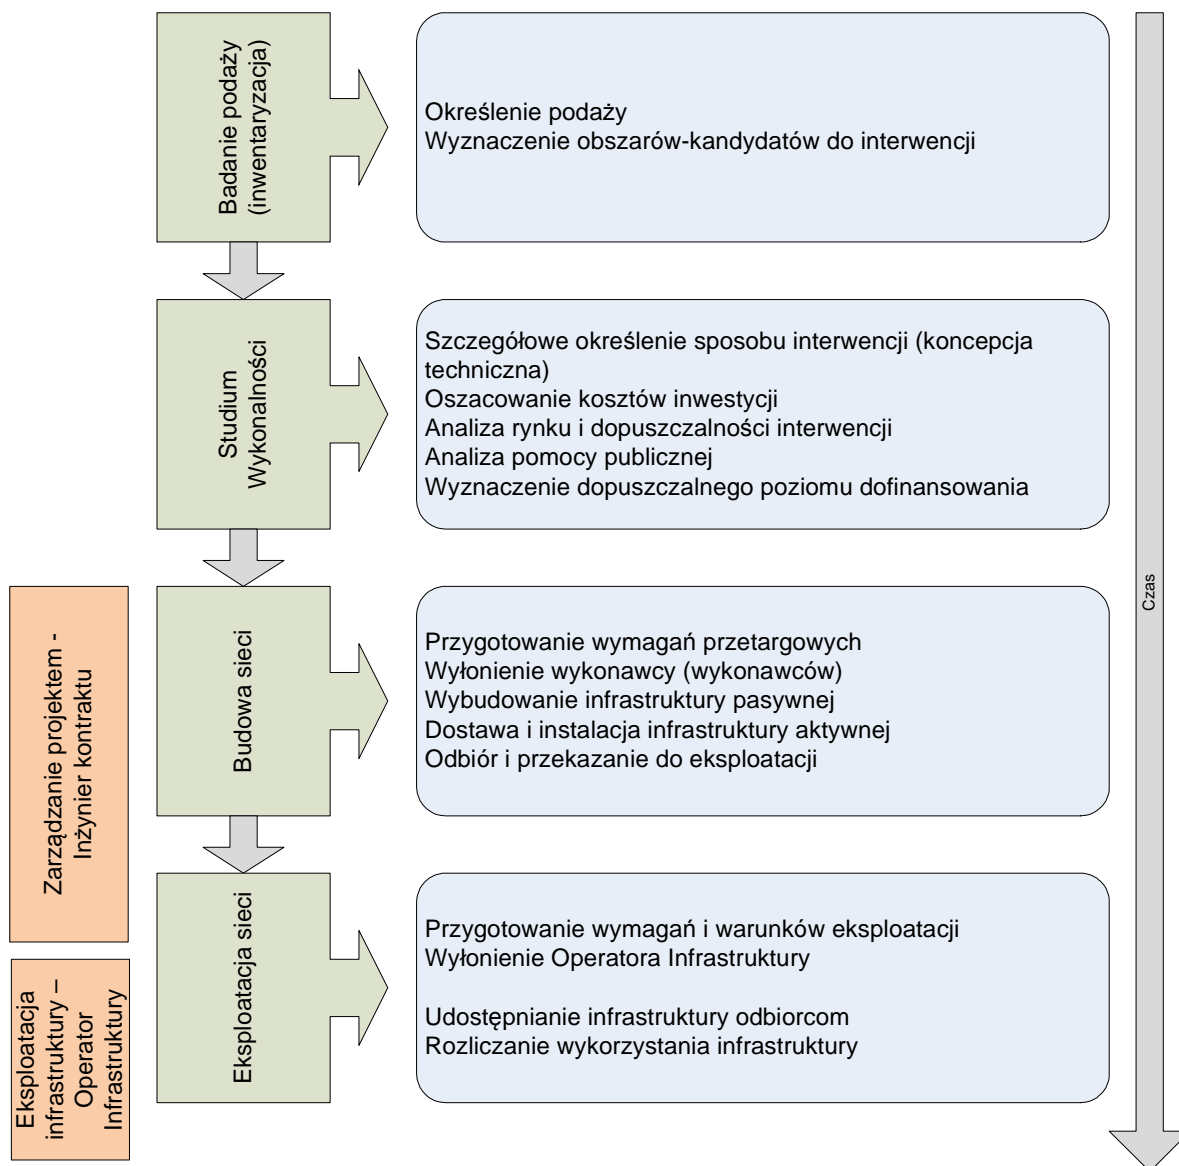 Badanie podaży
(inwentaryzacja)
Określenie podaży
Wyznaczenie obszarów-kandydatów do interwencji
Studium
Wykonalności
Szczegółowe określenie sposobu interwencji (koncepcja
techniczna)
Oszacowanie kosztów inwestycji
Analiza rynku i dopuszczalności interwencji
Analiza pomocy publicznej
Wyznaczenie dopuszczalnego poziomu dofinansowania
Czas
Zarządzanie projektem -
Inżynier kontraktu
Budowa sieci
Przygotowanie wymagań przetargowych
Wyłonienie wykonawcy (wykonawców)
Wybudowanie infrastruktury pasywnej
Dostawa i instalacja infrastruktury aktywnej
Odbiór i przekazanie do eksploatacji
Eksploatacja
infrastruktury –
Operator
Infrastruktury
Eksploatacja sieci
Przygotowanie wymagań i warunków eksploatacji
Wyłonienie Operatora Infrastruktury
Udostępnianie infrastruktury odbiorcom
Rozliczanie wykorzystania infrastruktury